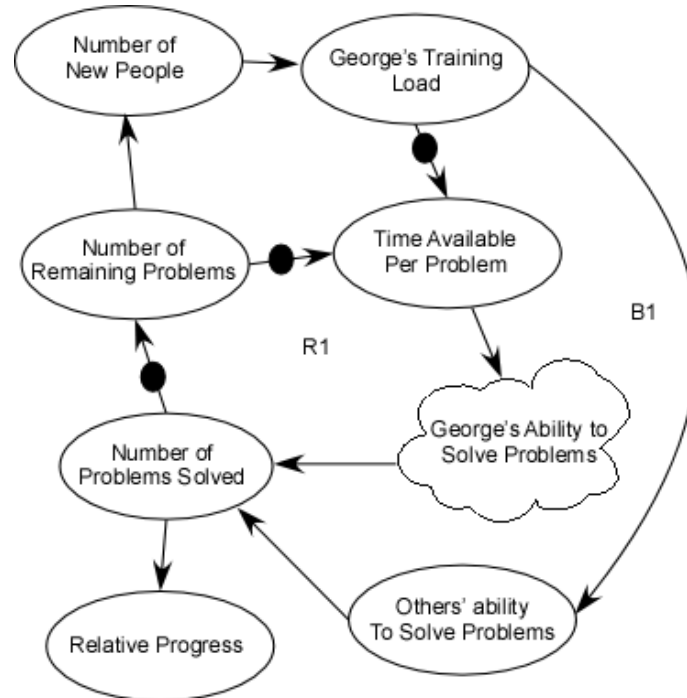 Number of
New People
George's Training
Load
Number of
Remaining Problems
Time Available
Per Problem
B1
R1
George's Ability to
Solve Problems
Number of
Problems Solved
Others' ability
To Solve Problems
Relative Progress